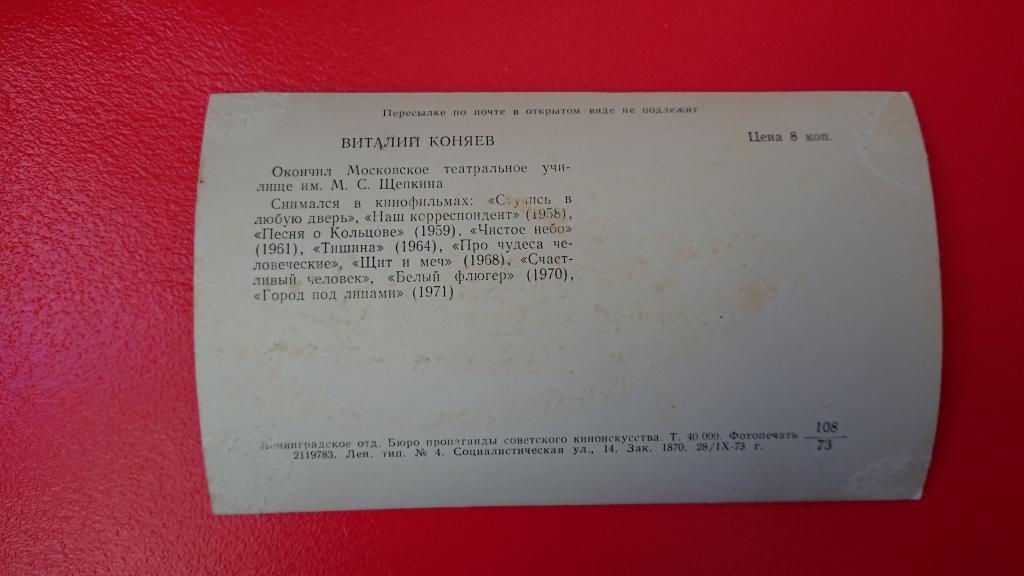 Пересылке по почте в открытом виде не подлежит
ВИТАЛИЙ КОНЯЕВ
Цена 8 коп.
Окончил Московское театральное учи-
лище им. М. С. Щепкина
Снимался в кинофильмах: «Стучись в
любую дверь», «Наш корреспондент» (1958),
«Песня о Кольцове» (1959), «Чистое небо»
(1961), «Тишина» (1964), «Про чудеса че-
ловеческие», «Щит и меч» (1968), «Счаст-
ливый человек», «Белый флюгер» (1970),
«Город под липами» (1971)
Ленинградское отд. Бюро пропаганды советского киноискусства. Т. 40 000. Фотопечать
2119783. Лен. тип. № 4. Социалистическая ул., 14. Зак. 1870. 28/IX-73 г.
108
73